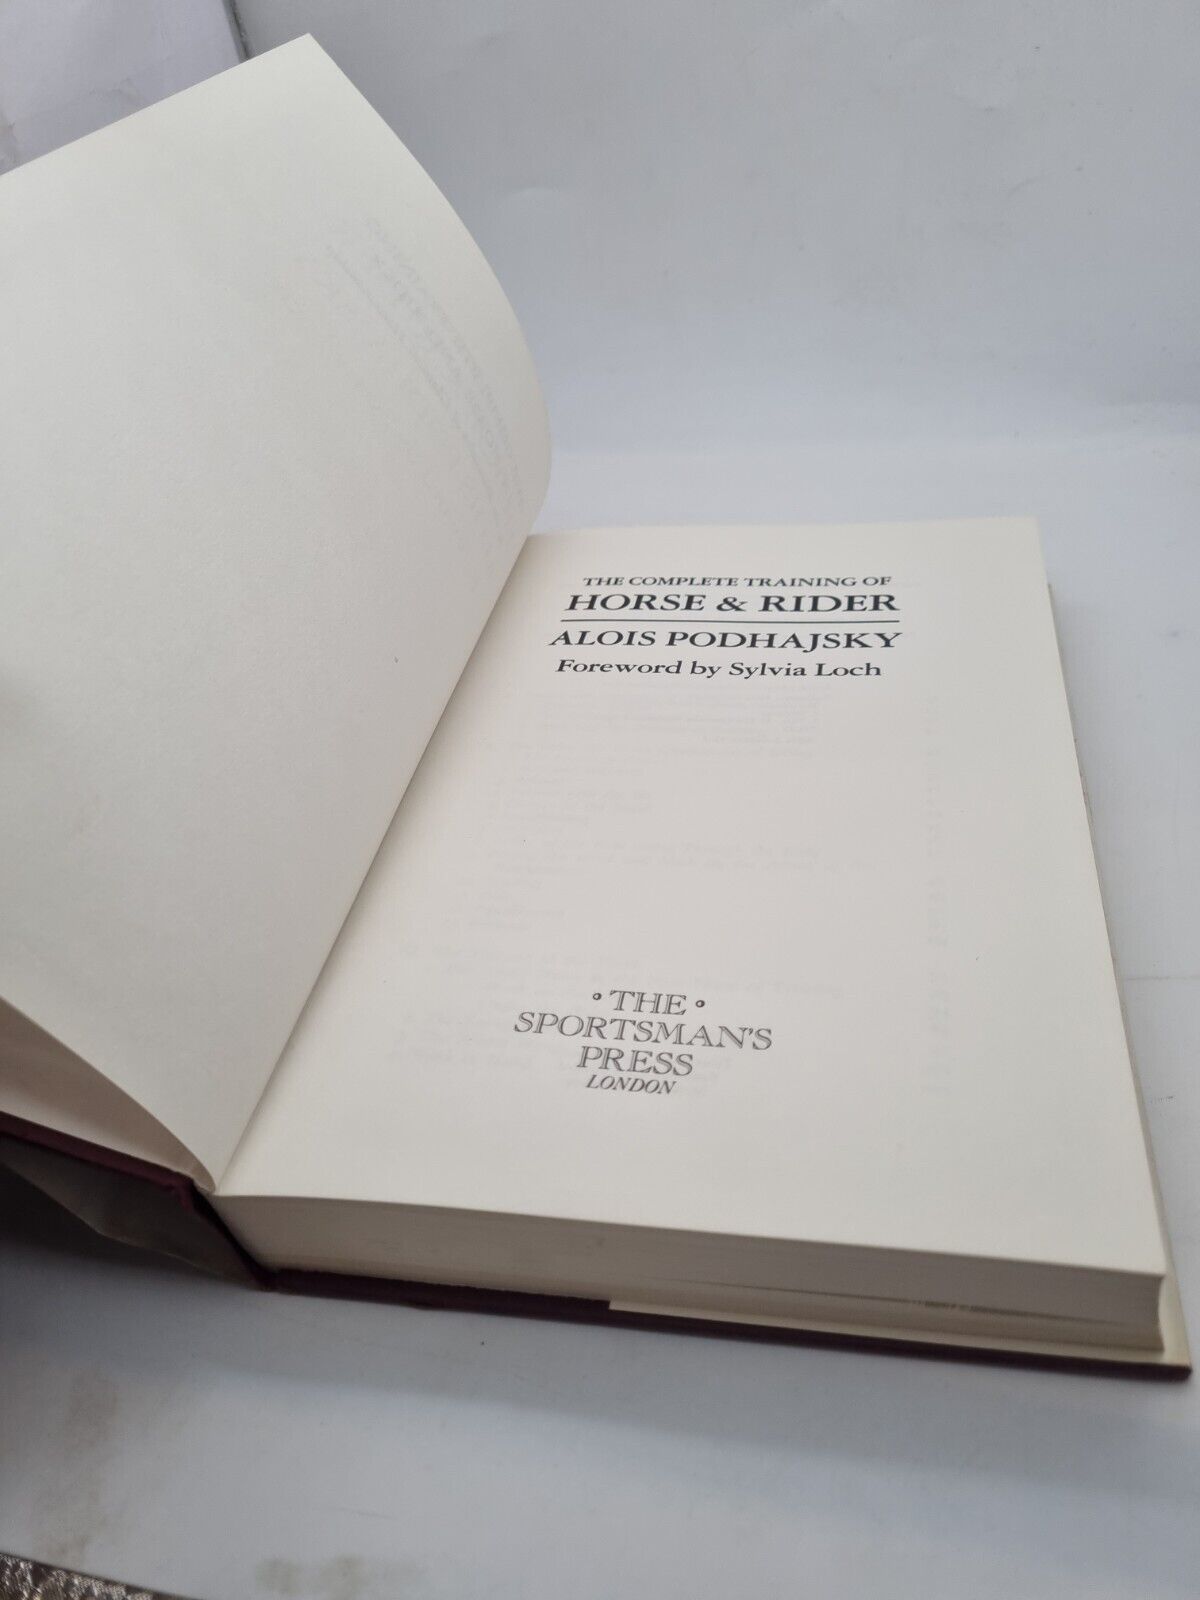 THE COMPLETE TRAINING OF
HORSE & RIDER
ALOIS PODHAJSKY
Foreword by Sylvia Loch
• THE •
SPORTSMAN'S
PRESS
LONDON